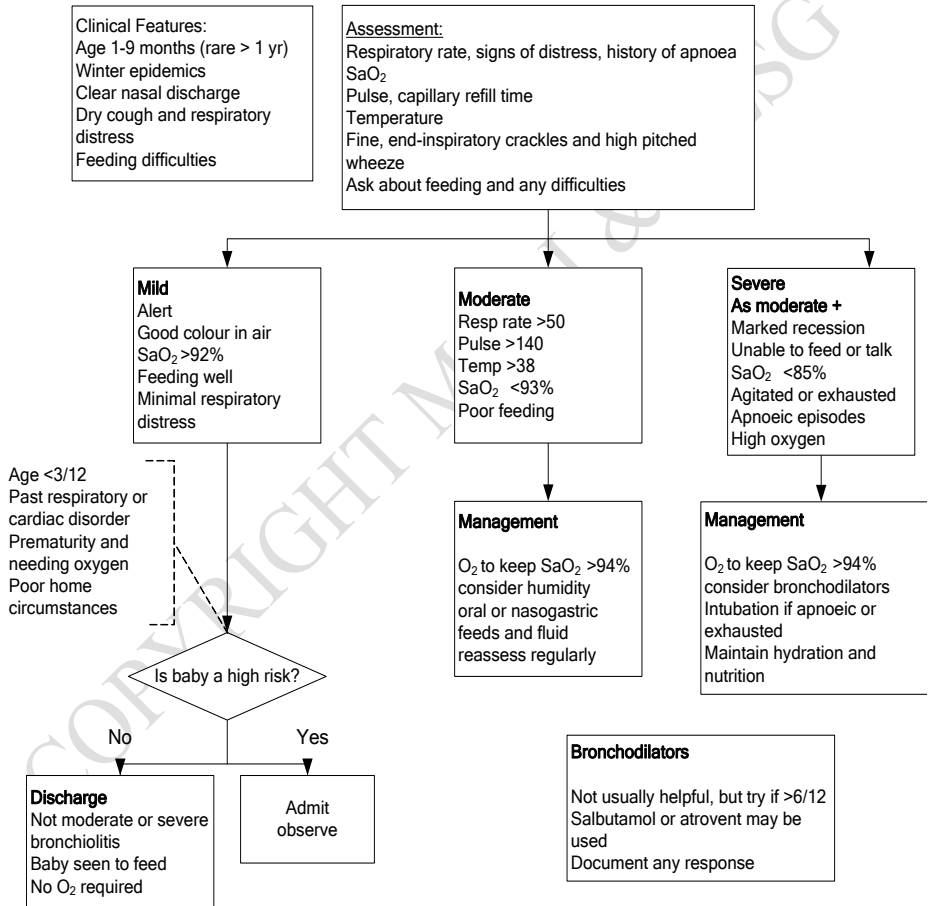 Clinical Features:
Age 1-9 months (rare > 1 yr)
Winter epidemics
Clear nasal discharge
Dry cough and respiratory
distress
Feeding difficulties
Assessment:
Respiratory rate, signs of distress, history of apnoea
SaO₂
Pulse, capillary refill time
Temperature
Fine, end-inspiratory crackles and high pitched
wheeze
Ask about feeding and any difficulties
Mild
Alert
Good colour in air
SaO₂ >92%
Feeding well
Minimal respiratory
distress
Moderate
Resp rate >50
Pulse >140
Temp >38
SaO₂ <93%
Poor feeding
Severe
As moderate +
Marked recession
Unable to feed or talk
SaO₂ <85%
Agitated or exhausted
Apnoeic episodes
High oxygen
Age <3/12
Past respiratory or
cardiac disorder
Prematurity and
needing oxygen
Poor home
circumstances
Management
O₂ to keep SaO₂ >94%
consider humidity
oral or nasogastric
feeds and fluid
reassess regularly
Management
O₂ to keep SaO₂ >94%
consider bronchodilators
Intubation if apnoeic or
exhausted
Maintain hydration and
nutrition
Is baby a high risk?
No
Yes
Discharge
Not moderate or severe
bronchiolitis
Baby seen to feed
No O₂ required
Admit
observe
Bronchodilators
Not usually helpful, but try if >6/12
Salbutamol or atrovent may be
used
Document any response
COPYRIGHT